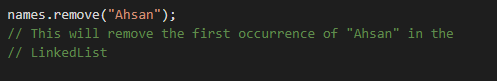 names.remove("Ahsan");
// This will remove the first occurrence of "Ahsan" in the
// LinkedList